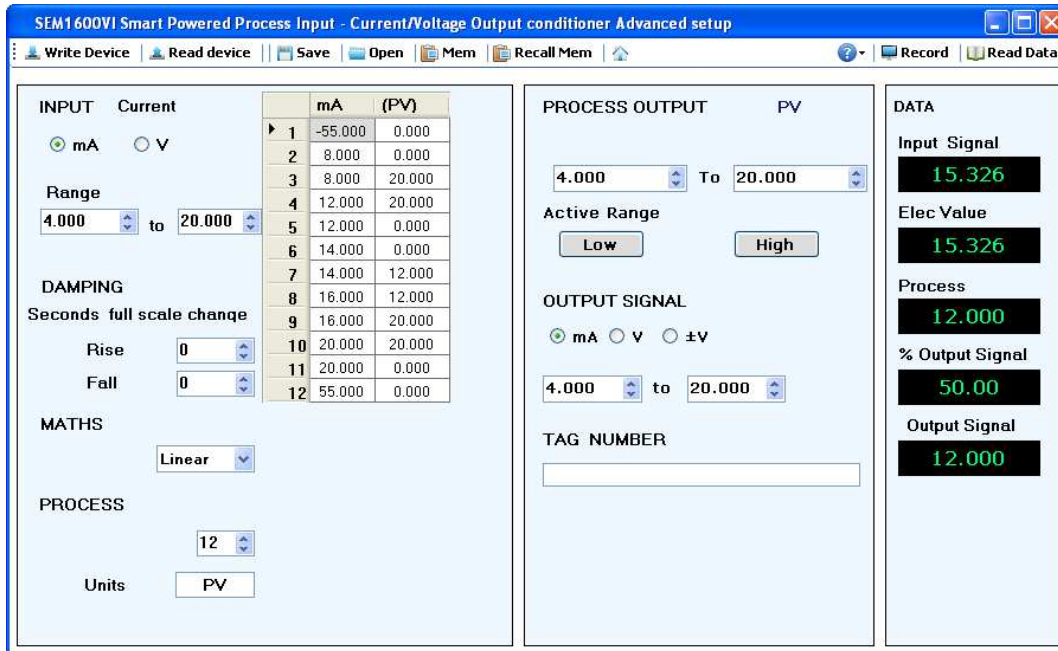 SEM1600VI Smart Powered Process Input - Current/Voltage Output conditioner Advanced setup
Write Device Read device Save Open Mem Recall Mem ? Record Read Data
INPUT Current
mA V
Range
4.000 to 20.000
DAMPING
Seconds full scale change
Rise 0
Fall 0
MATHS
Linear
PROCESS
12
Units PV
mA (PV)
1 -55.000 0.000
2 8.000 0.000
3 8.000 20.000
4 12.000 20.000
5 12.000 0.000
6 14.000 0.000
7 14.000 12.000
8 16.000 12.000
9 16.000 20.000
10 20.000 20.000
11 20.000 0.000
12 55.000 0.000
PROCESS OUTPUT PV
4.000 To 20.000
Active Range
Low High
OUTPUT SIGNAL
mA V ±V
4.000 to 20.000
TAG NUMBER
DATA
Input Signal
15.326
Elec Value
15.326
Process
12.000
% Output Signal
50.00
Output Signal
12.000